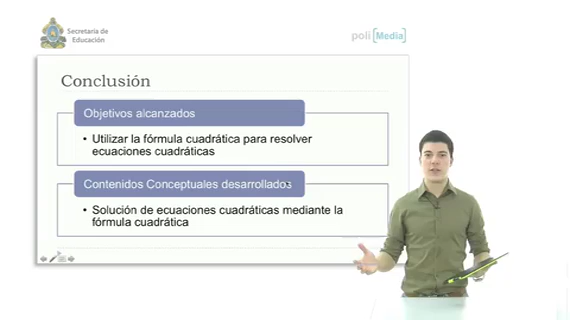 Secretaría de
Educación
poli[Media]
Conclusión
Objetivos alcanzados
• Utilizar la fórmula cuadrática para resolver
ecuaciones cuadráticas
Contenidos Conceptuales desarrollados
• Solución de ecuaciones cuadráticas mediante la
fórmula cuadrática